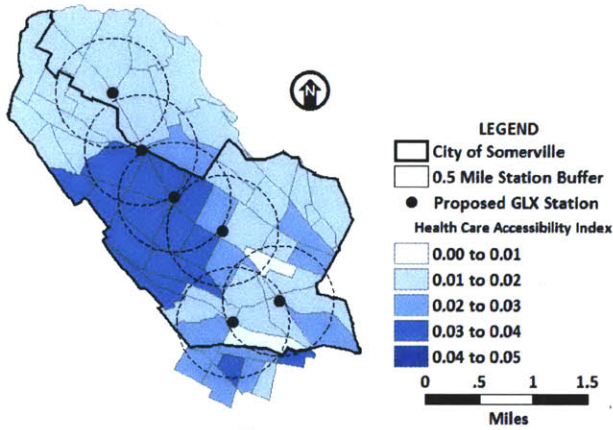 N
LEGEND
City of Somerville
0.5 Mile Station Buffer
Proposed GLX Station
Health Care Accessibility Index
0.00 to 0.01
0.01 to 0.02
0.02 to 0.03
0.03 to 0.04
0.04 to 0.05
0 .5 1 1.5
Miles